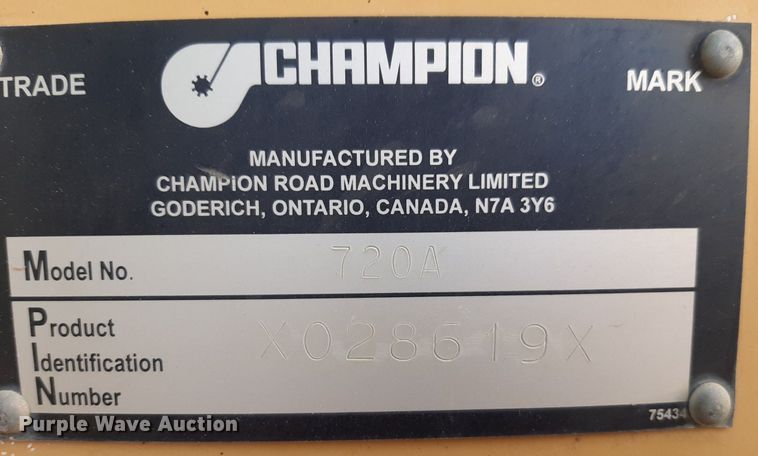 TRADE CHAMPION® MARK
MANUFACTURED BY
CHAMPION ROAD MACHINERY LIMITED
GODERICH, ONTARIO, CANADA, N7A 3Y6
Model No. 720A
Product
Identification X028619X
Number
75434
Purple Wave Auction